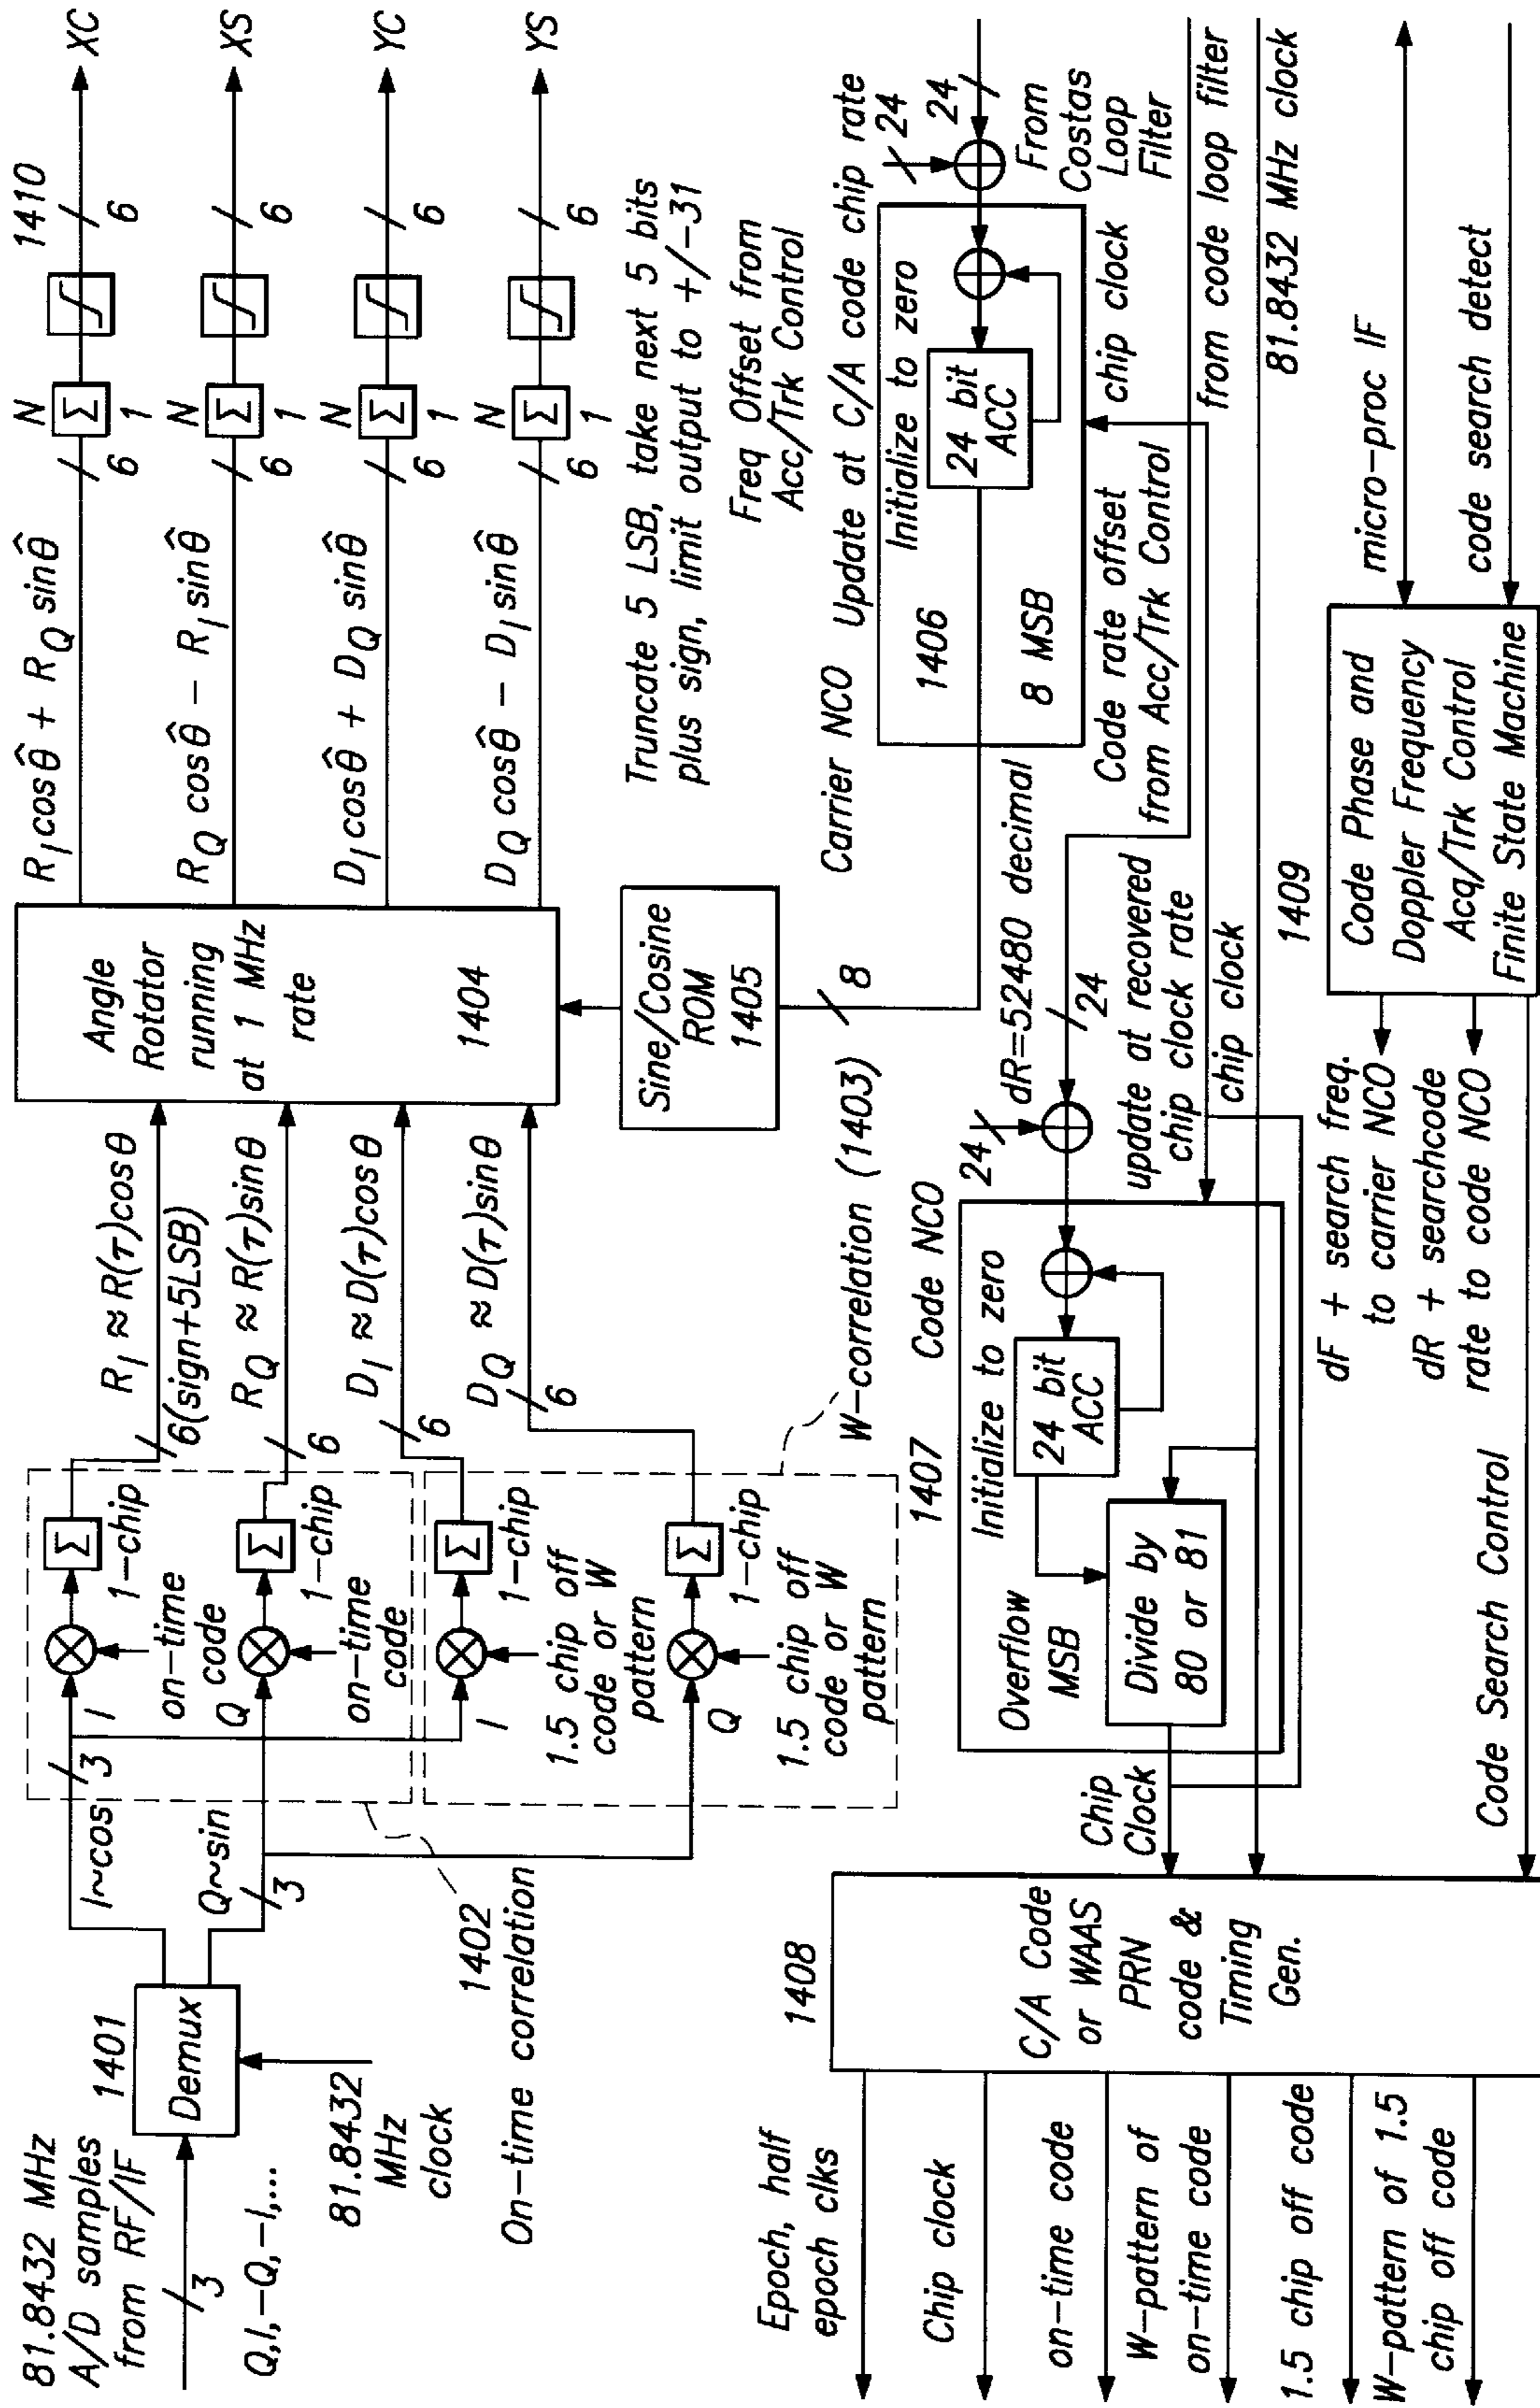 81.8432 MHz
A/D samples
from RF/IF
3
Q,I,-Q,-I,...
1401
Demux
81.8432
MHz
clock
I~cos
3
Q~sin
3
1402
On-time correlation
I
on-time
code
Σ
1-chip
Q
on-time
code
Σ
1-chip
I
1.5 chip off
code or W
pattern
Σ
1-chip
Q
1.5 chip off
code or W
pattern
Σ
1-chip
W-correlation (1403)
R_I ≈ R(τ)cosθ
6(sign+5LSB)
R_Q ≈ R(τ)sinθ
6
D_I ≈ D(τ)cosθ
6
D_Q ≈ D(τ)sinθ
6
Angle
Rotator
running
at 1 MHz
rate
1404
Sine/Cosine
ROM
1405
8
R_I cosθ̂ + R_Q sinθ̂
6
N
Σ
1
1410
6
XC
R_Q cosθ̂ - R_I sinθ̂
6
N
Σ
1
6
XS
D_I cosθ̂ + D_Q sinθ̂
6
N
Σ
1
6
YC
D_Q cosθ̂ - D_I sinθ̂
6
N
Σ
1
6
YS
Truncate 5 LSB, take next 5 bits
plus sign, limit output to +/-31
Freq Offset from
Acc/Trk Control
Carrier NCO Update at C/A code chip rate
1406
Initialize to zero
24 bit
ACC
8 MSB
24
24
From
Costas
Loop
Filter
chip clock
Code rate offset
from Acc/Trk Control
from code loop filter
81.8432 MHz clock
1407
Code NCO
Initialize to zero
24 bit
ACC
Overflow
MSB
Divide by
80 or 81
24
dR=52480 decimal
24
update at recovered
chip clock rate
chip clock
Chip
Clock
1408
C/A Code
or WAAS
PRN
code &
Timing
Gen.
Epoch, half
epoch clks
Chip clock
on-time code
W-pattern of
on-time code
1.5 chip off code
W-pattern of 1.5
chip off code
1409
Code Phase and
Doppler Frequency
Acq/Trk Control
Finite State Machine
micro-proc IF
code search detect
dF + search freq.
to carrier NCO
dR + searchcode
rate to code NCO
Code Search Control